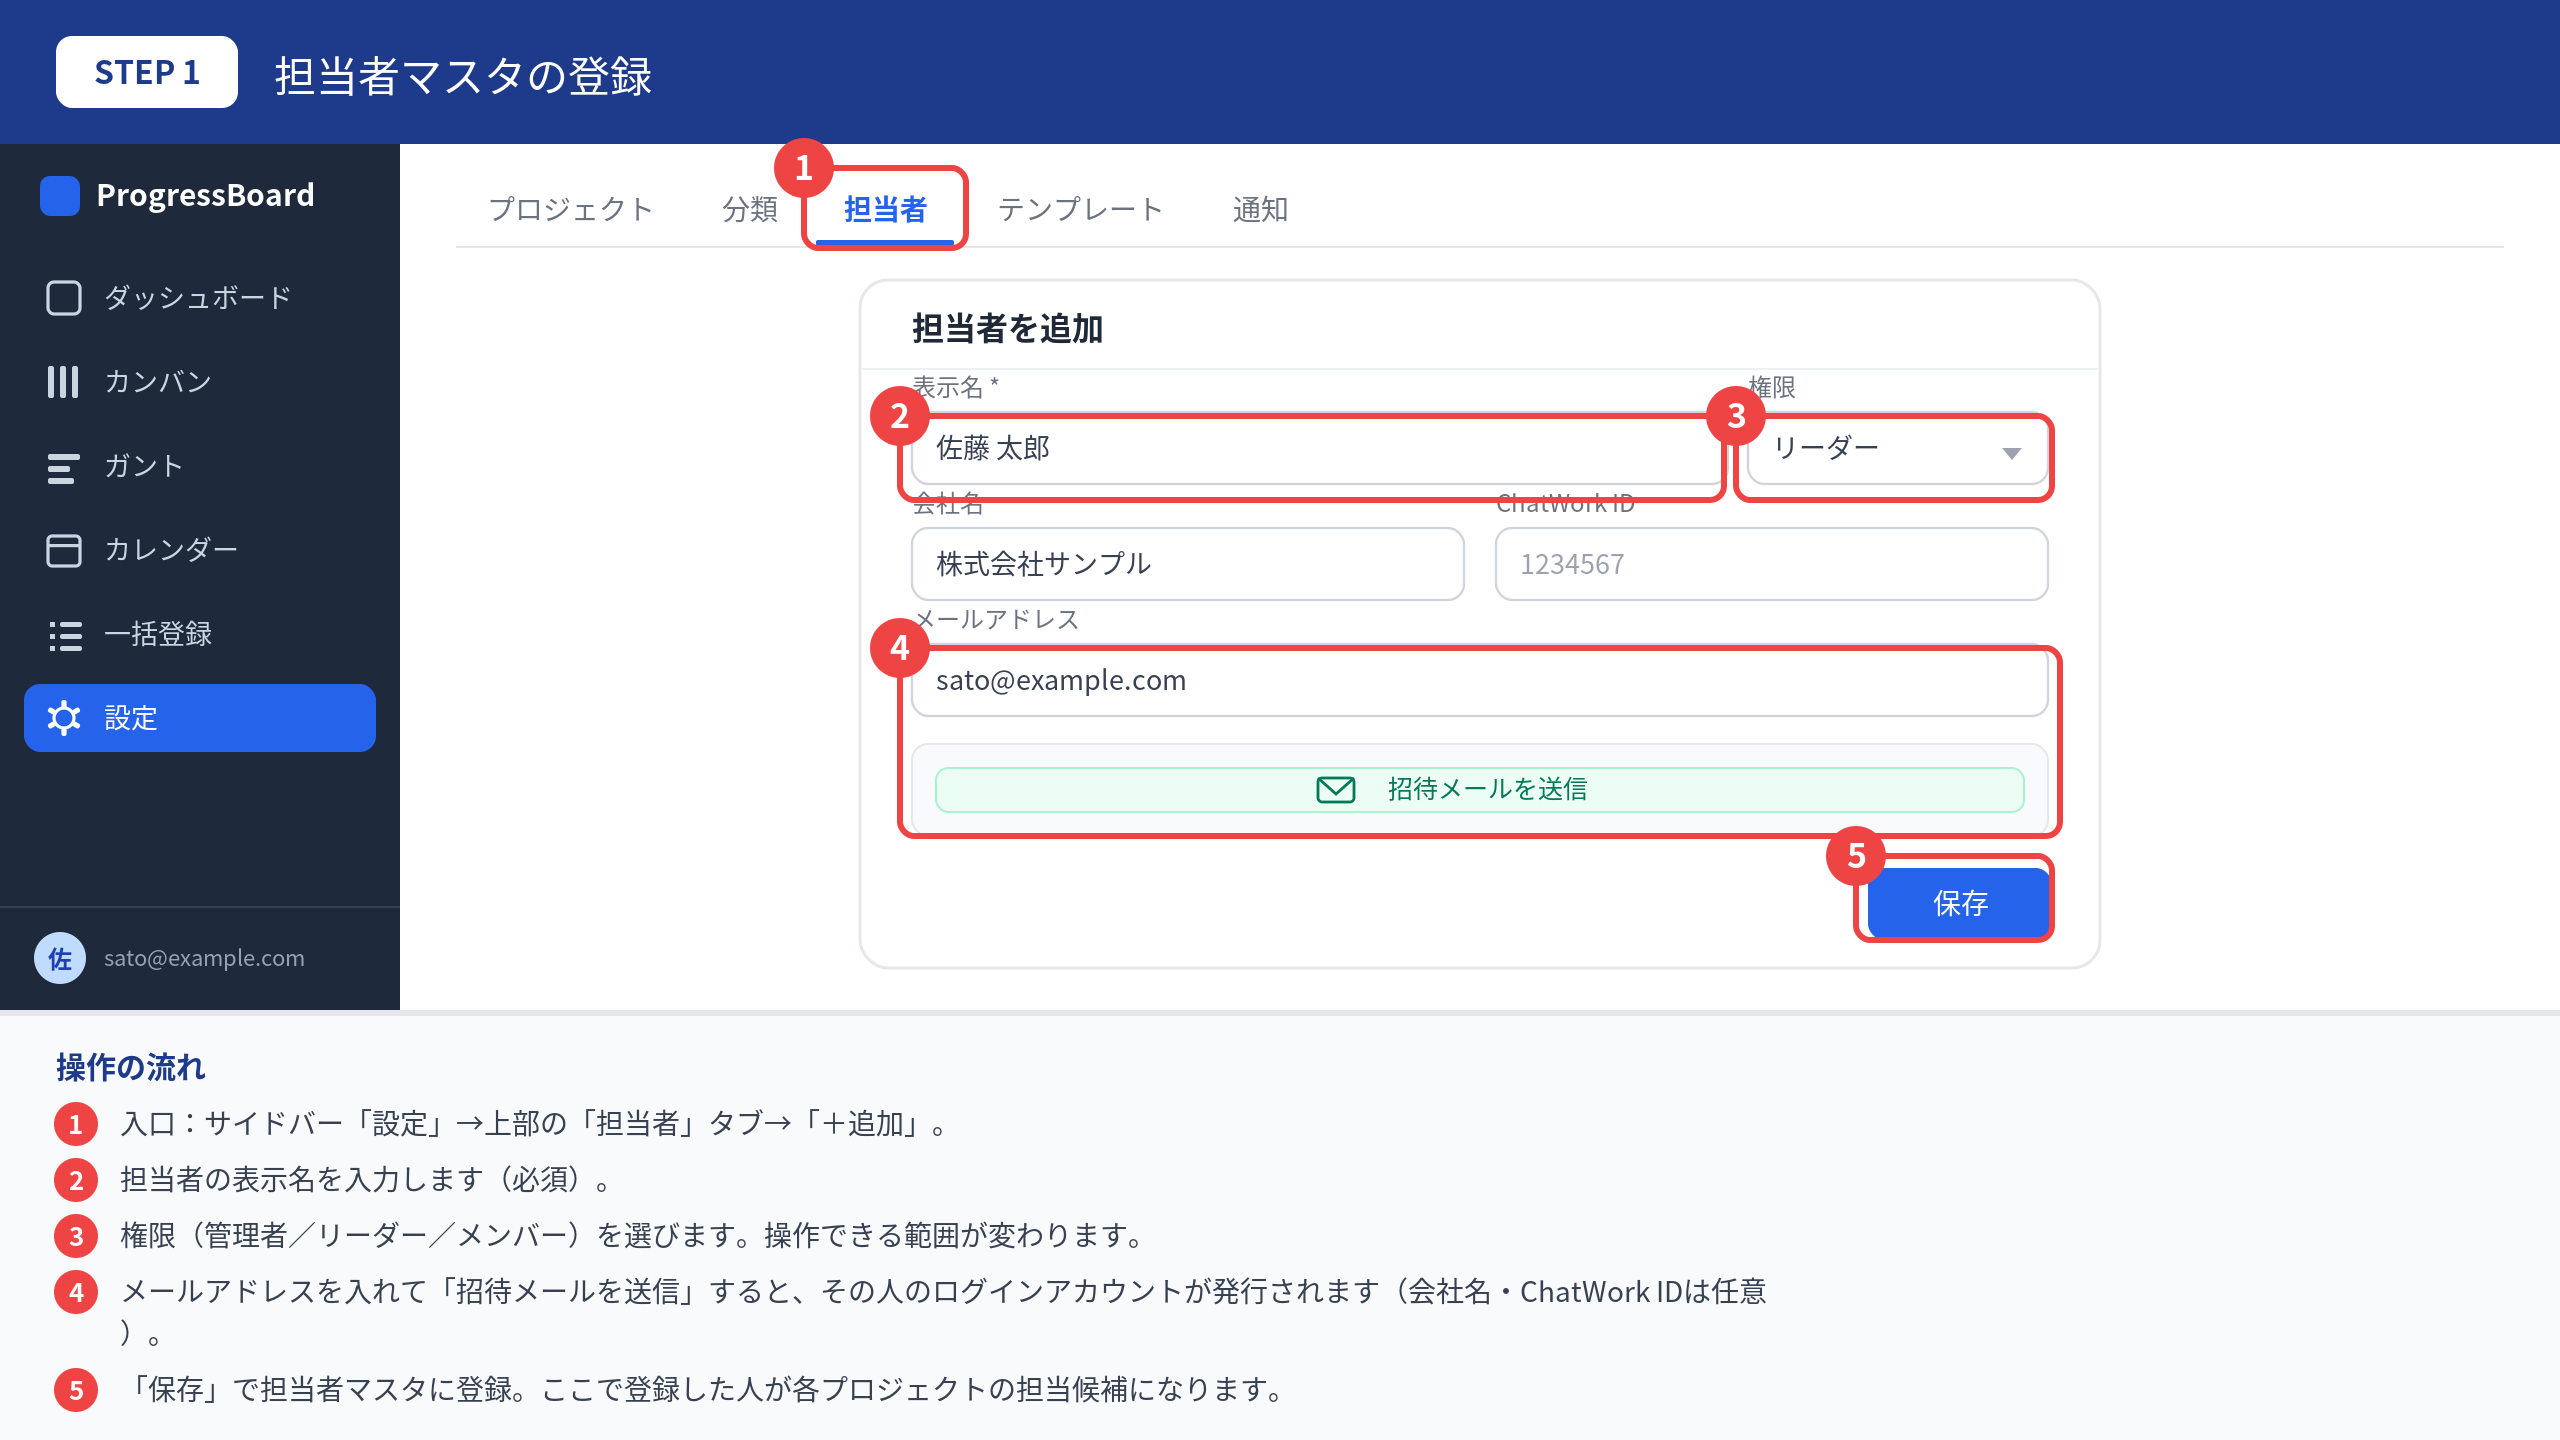 STEP 1
担当者マスタの登録
ProgressBoard
ダッシュボード
カンバン
ガント
カレンダー
一括登録
設定
佐
sato@example.com
プロジェクト
分類
1
担当者
テンプレート
通知
担当者を追加
表示名 *
権限
2
佐藤 太郎
3
リーダー
会社名
ChatWork ID
株式会社サンプル
1234567
メールアドレス
4
sato@example.com
招待メールを送信
5
保存
操作の流れ
1 入口：サイドバー「設定」→上部の「担当者」タブ→「＋追加」。
2 担当者の表示名を入力します（必須）。
3 権限（管理者／リーダー／メンバー）を選びます。操作できる範囲が変わります。
4 メールアドレスを入れて「招待メールを送信」すると、その人のログインアカウントが発行されます（会社名・ChatWork IDは任意
）。
5 「保存」で担当者マスタに登録。ここで登録した人が各プロジェクトの担当候補になります。